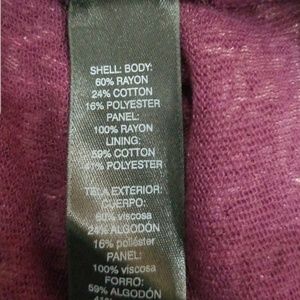 SHELL: BODY:
60% RAYON
24% COTTON
16% POLYESTER
PANEL:
100% RAYON
LINING:
59% COTTON
41% POLYESTER
TELA EXTERIOR:
CUERPO:
60% viscosa
24% ALGODÓN
16% poliéster
PANEL:
100% viscosa
FORRO:
59% ALGODÓN